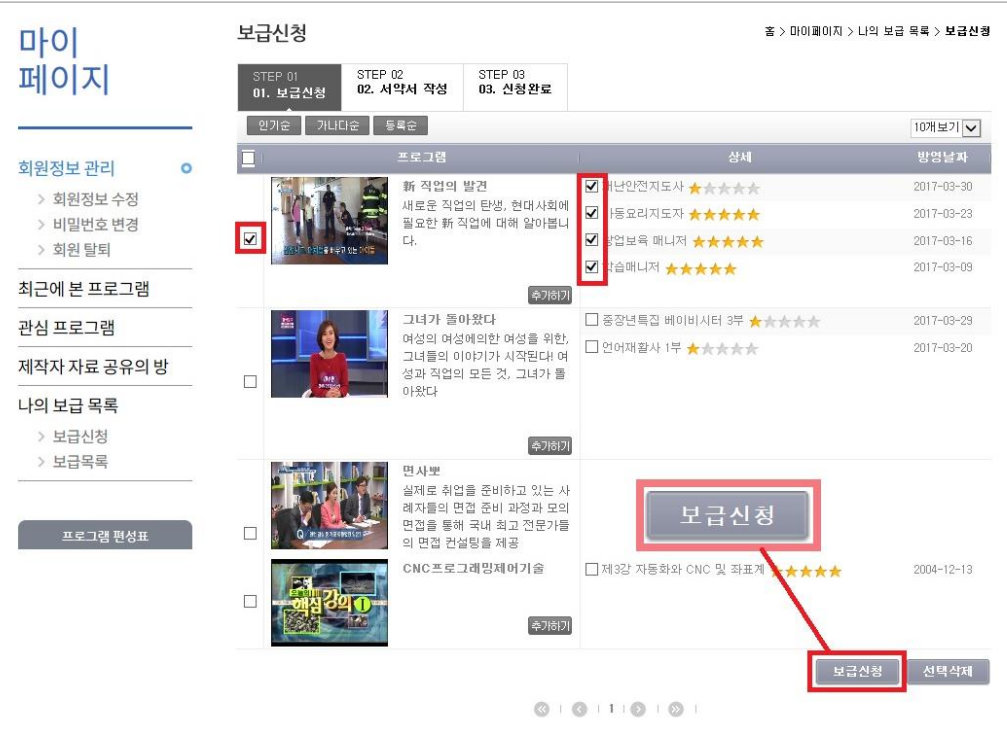 마이
페이지
회원정보 관리
> 회원정보 수정
> 비밀번호 변경
> 회원 탈퇴
최근에 본 프로그램
관심 프로그램
제작자 자료 공유의 방
나의 보급 목록
> 보급신청
> 보급목록
프로그램 편성표
보급신청
홈 > 마이페이지 > 나의 보급 목록 > 보급신청
STEP 01
01. 보급신청
STEP 02
02. 서약서 작성
STEP 03
03. 신청완료
인기순 가나다순 등록순
10개보기
프로그램 상세 방영날짜
新 직업의 발견
새로운 직업의 탄생, 현대사회에
필요한 新 직업에 대해 알아봅니
다.
추가하기
난안전지도사 ★★★★★ 2017-03-30
동요리지도자 ★★★★★ 2017-03-23
업보육 매니저 ★★★★★ 2017-03-16
습매니저 ★★★★★ 2017-03-09
그녀가 돌아왔다
여성의 여성에의한 여성을 위한,
그녀들의 이야기가 시작된다! 여
성과 직업의 모든 것, 그녀가 돌
아왔다
추가하기
중장년특집 베이비시터 3부 ★★★★★ 2017-03-29
언어재활사 1부 ★★★★★ 2017-03-20
면사뽀
실제로 취업을 준비하고 있는 사
례자들의 면접 준비 과정과 모의
면접을 통해 국내 최고 전문가들
의 면접 컨설팅을 제공
보급신청
CNC프로그래밍제어기술
핵심강의 1
추가하기
제3강 자동화와 CNC 및 좌표계 ★★★★★ 2004-12-13
보급신청 선택삭제
1